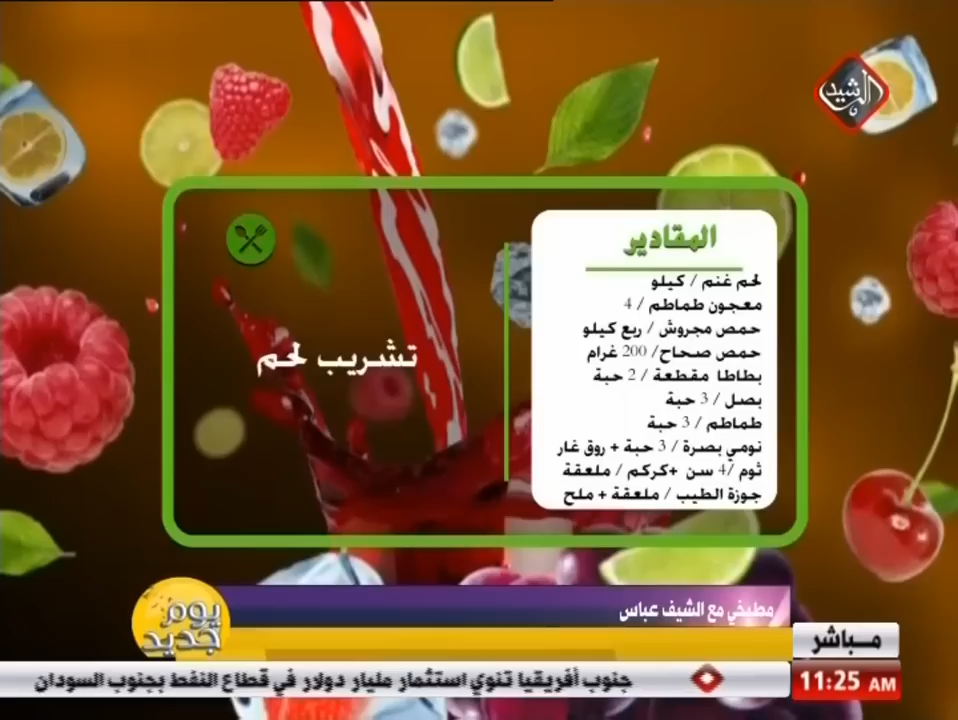 الرشيد
المقادير
لحم غنم / كيلو
معجون طماطم / 4
حمص مجروش / ربع كيلو
حمص صحاح/ 200 غرام
بطاطا مقطعة / 2 حبة
بصل / 3 حبة
طماطم / 3 حبة
نومي بصرة / 3 حبة + روق غار
ثوم /4 سن +كركم / ملعقة
جوزة الطيب / ملعقة + ملح
تشريب لحم
مطبخي مع الشيف عباس
يوم
جديد
مباشر
11:25 AM
جنوب أفريقيا تنوي استثمار مليار دولار في قطاع النفط بجنوب السودان